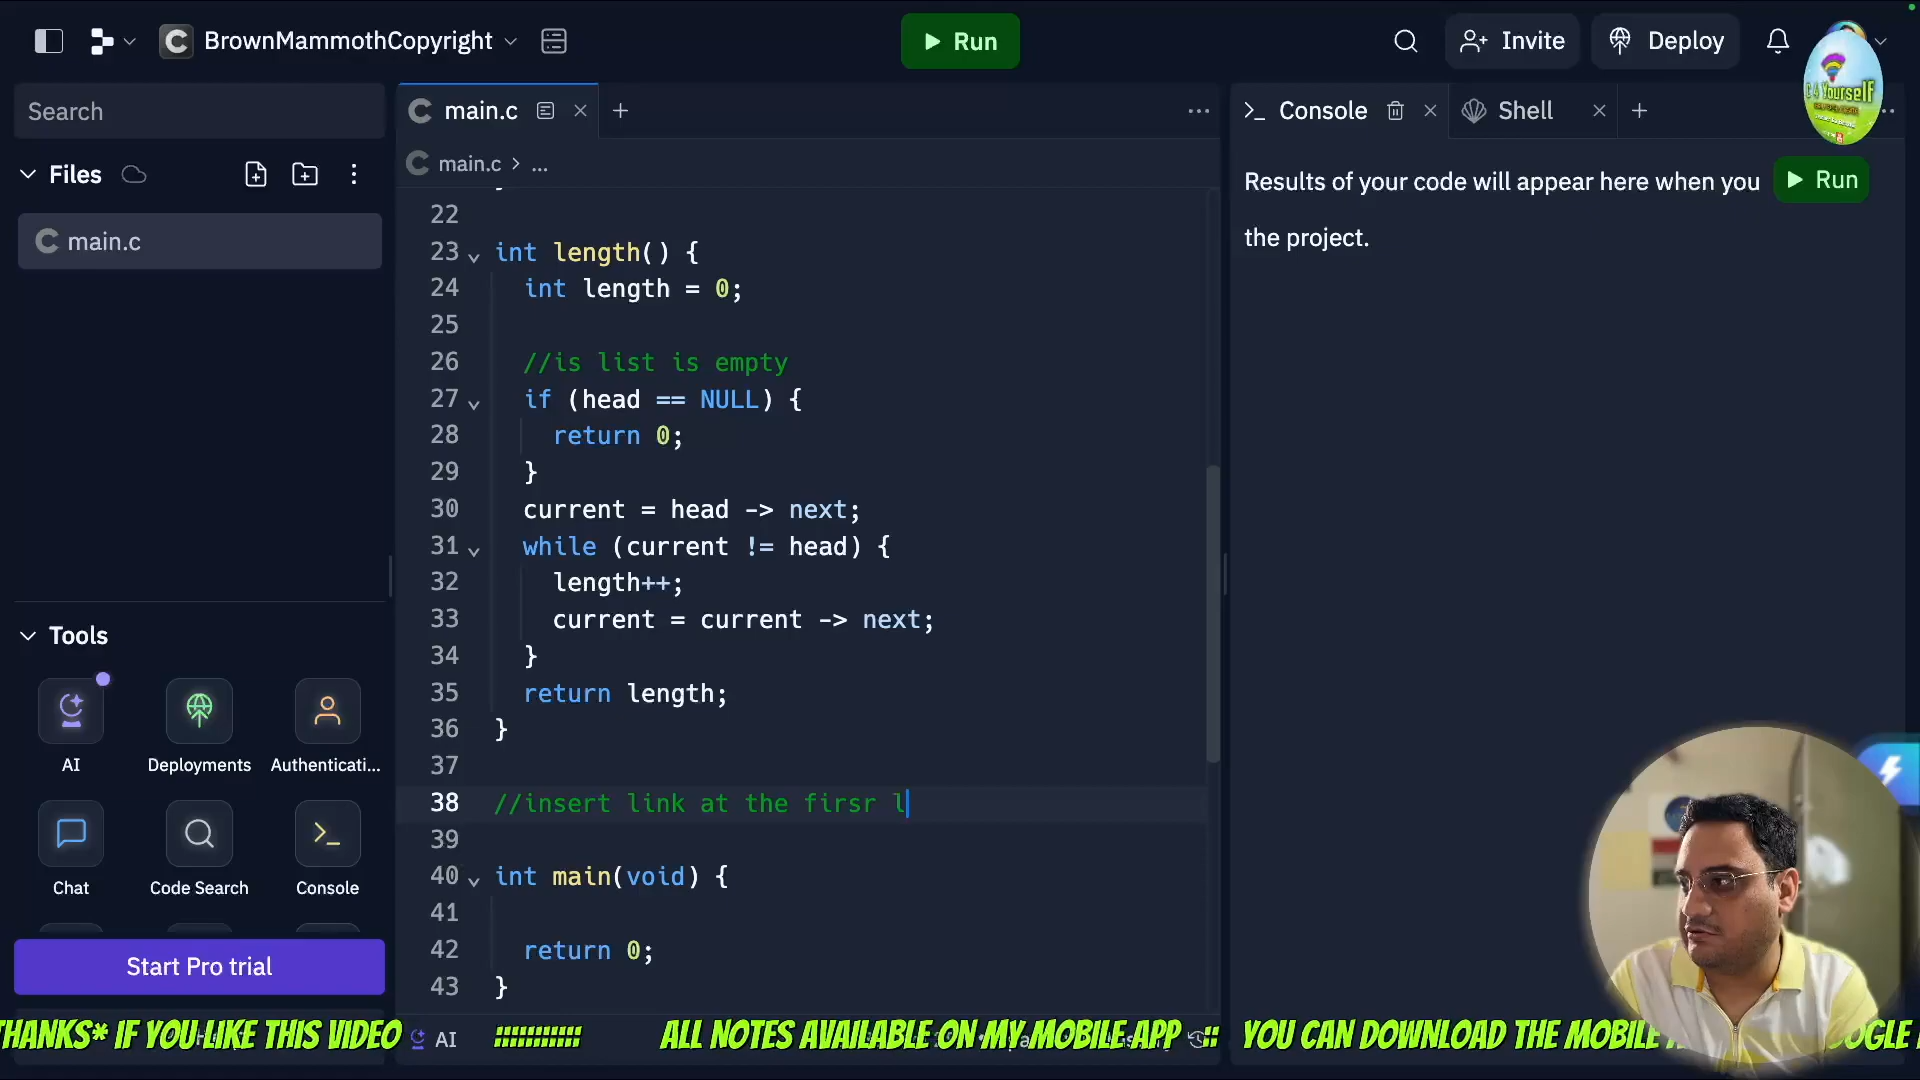 BrownMammothCopyright
Run
Invite
Deploy
C 4 Yourself
Search
Files
main.c
Tools
AI
Deployments
Authenticati...
Chat
Code Search
Console
Start Pro trial
main.c
main.c > ...
22
23 int length() {
24 int length = 0;
25
26 //is list is empty
27 if (head == NULL) {
28 return 0;
29 }
30 current = head -> next;
31 while (current != head) {
32 length++;
33 current = current -> next;
34 }
35 return length;
36 }
37
38 //insert link at the firsr l
39
40 int main(void) {
41
42 return 0;
43 }
AI
Console
Shell
Results of your code will appear here when you Run
the project.
THANKS* IF YOU LIKE THIS VIDEO :::::::::: ALL NOTES AVAILABLE ON MY MOBILE APP :: YOU CAN DOWNLOAD THE MOBILE